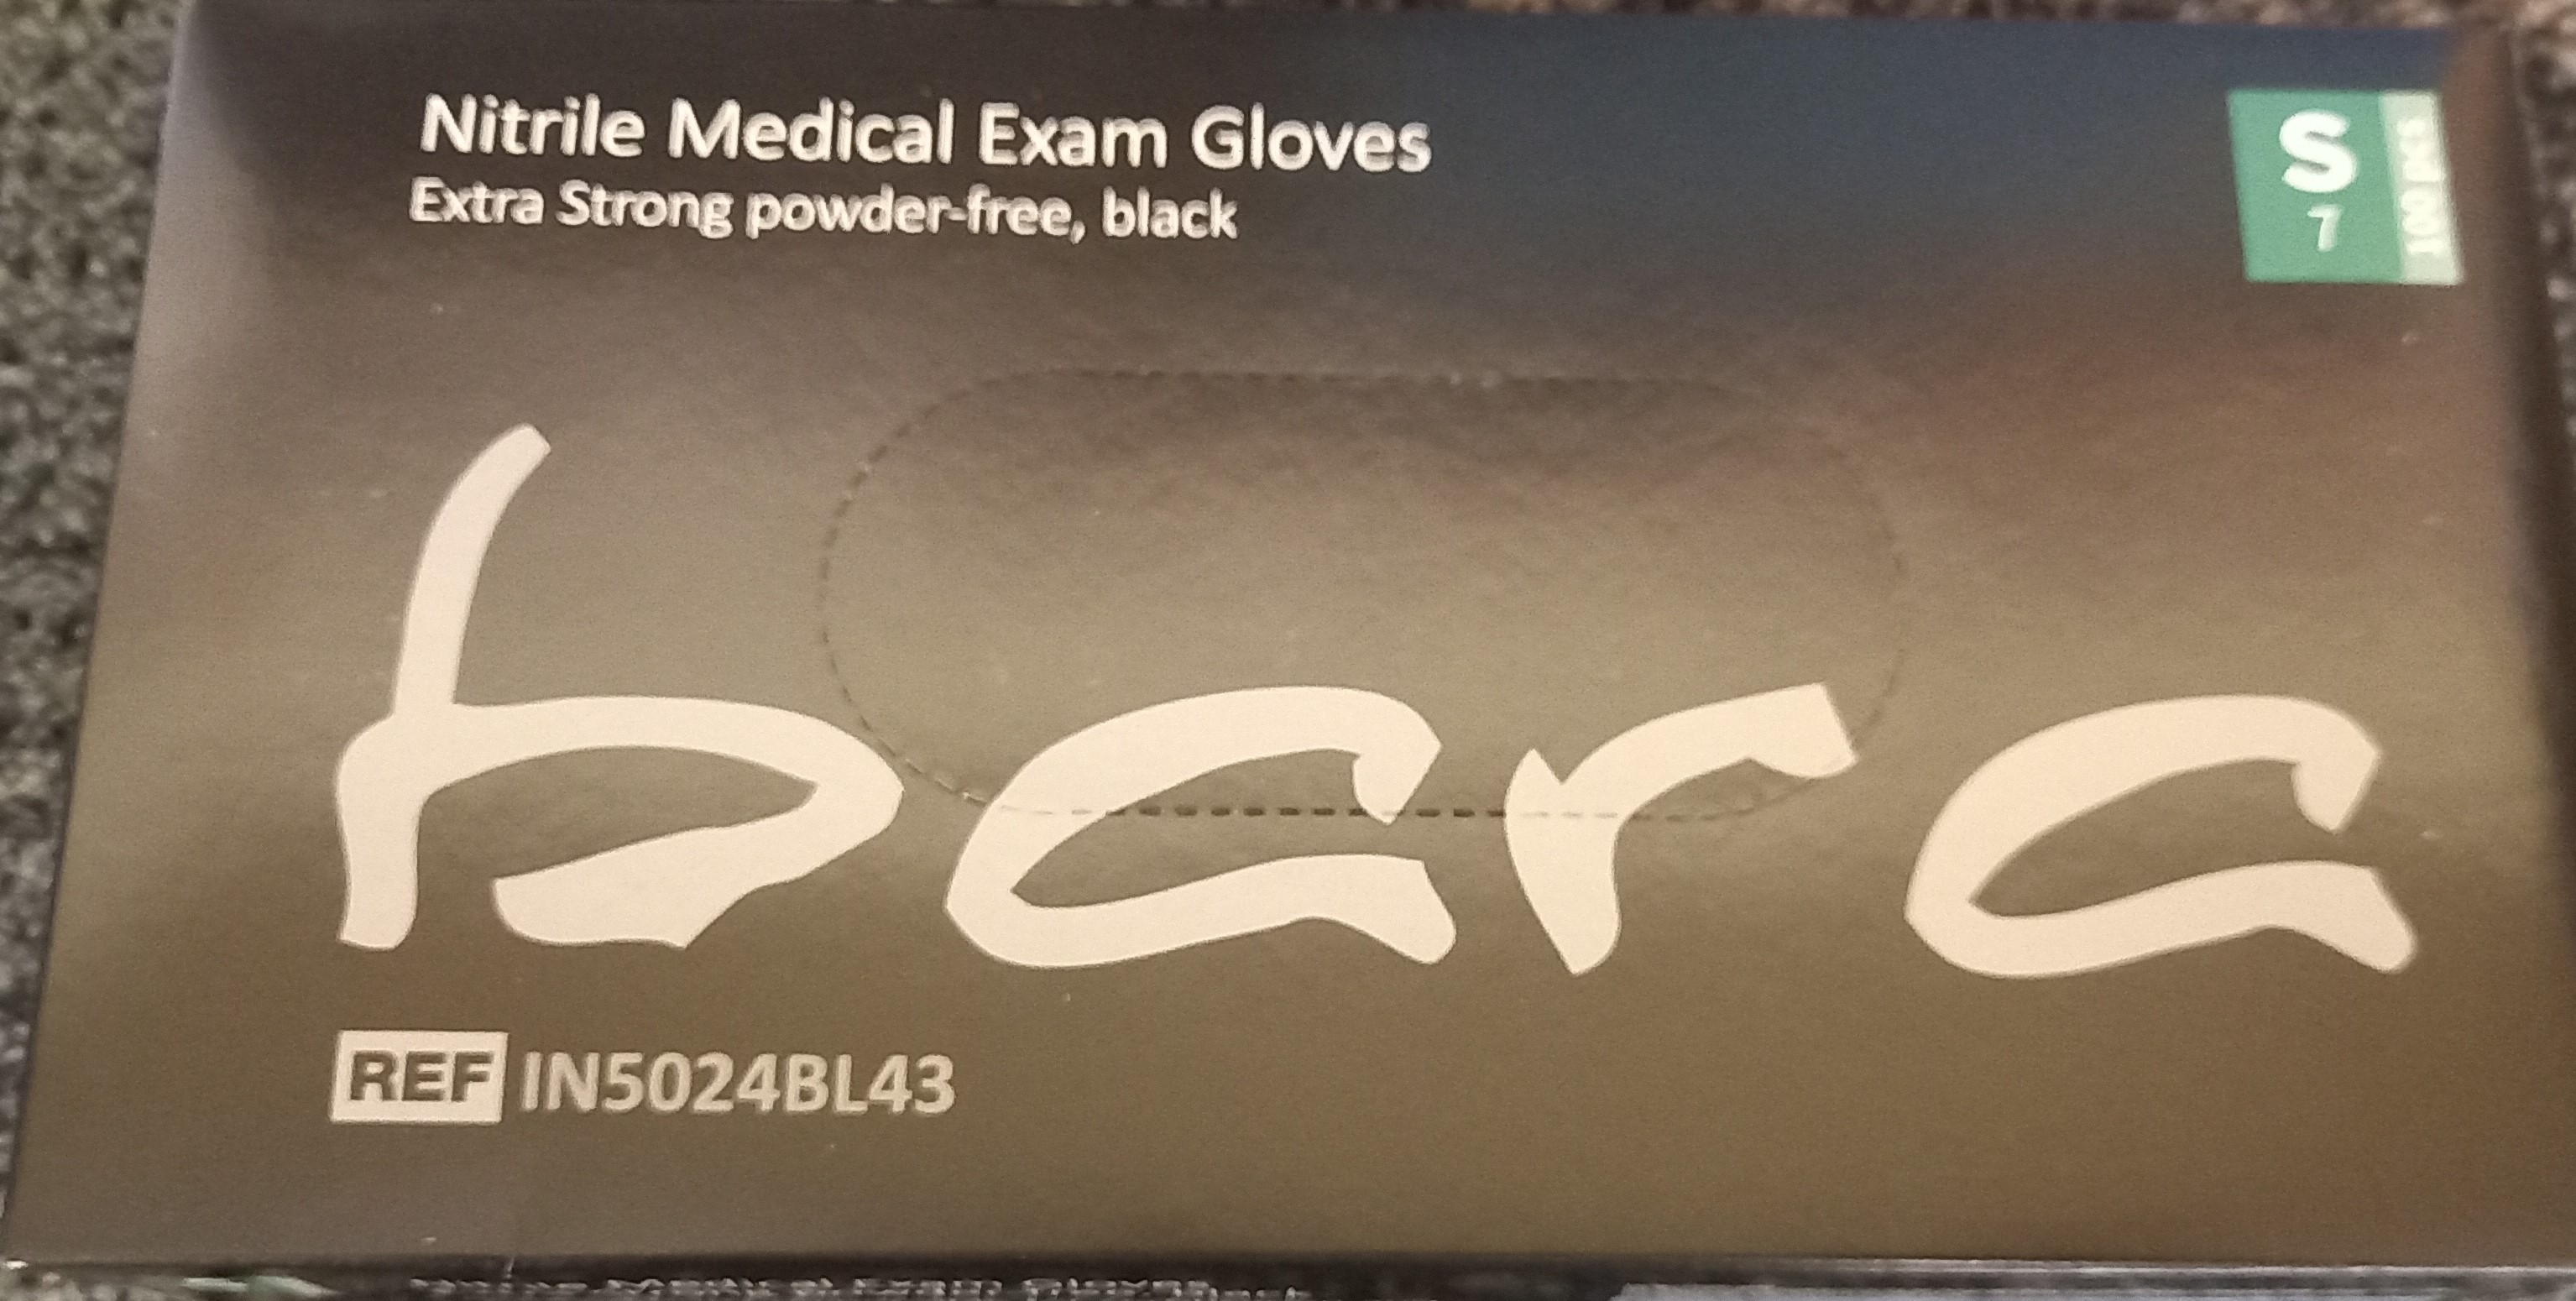 Nitrile Medical Exam Gloves
Extra Strong powder-free, black
S
7
100 pcs
bara
REF IN5024BL43